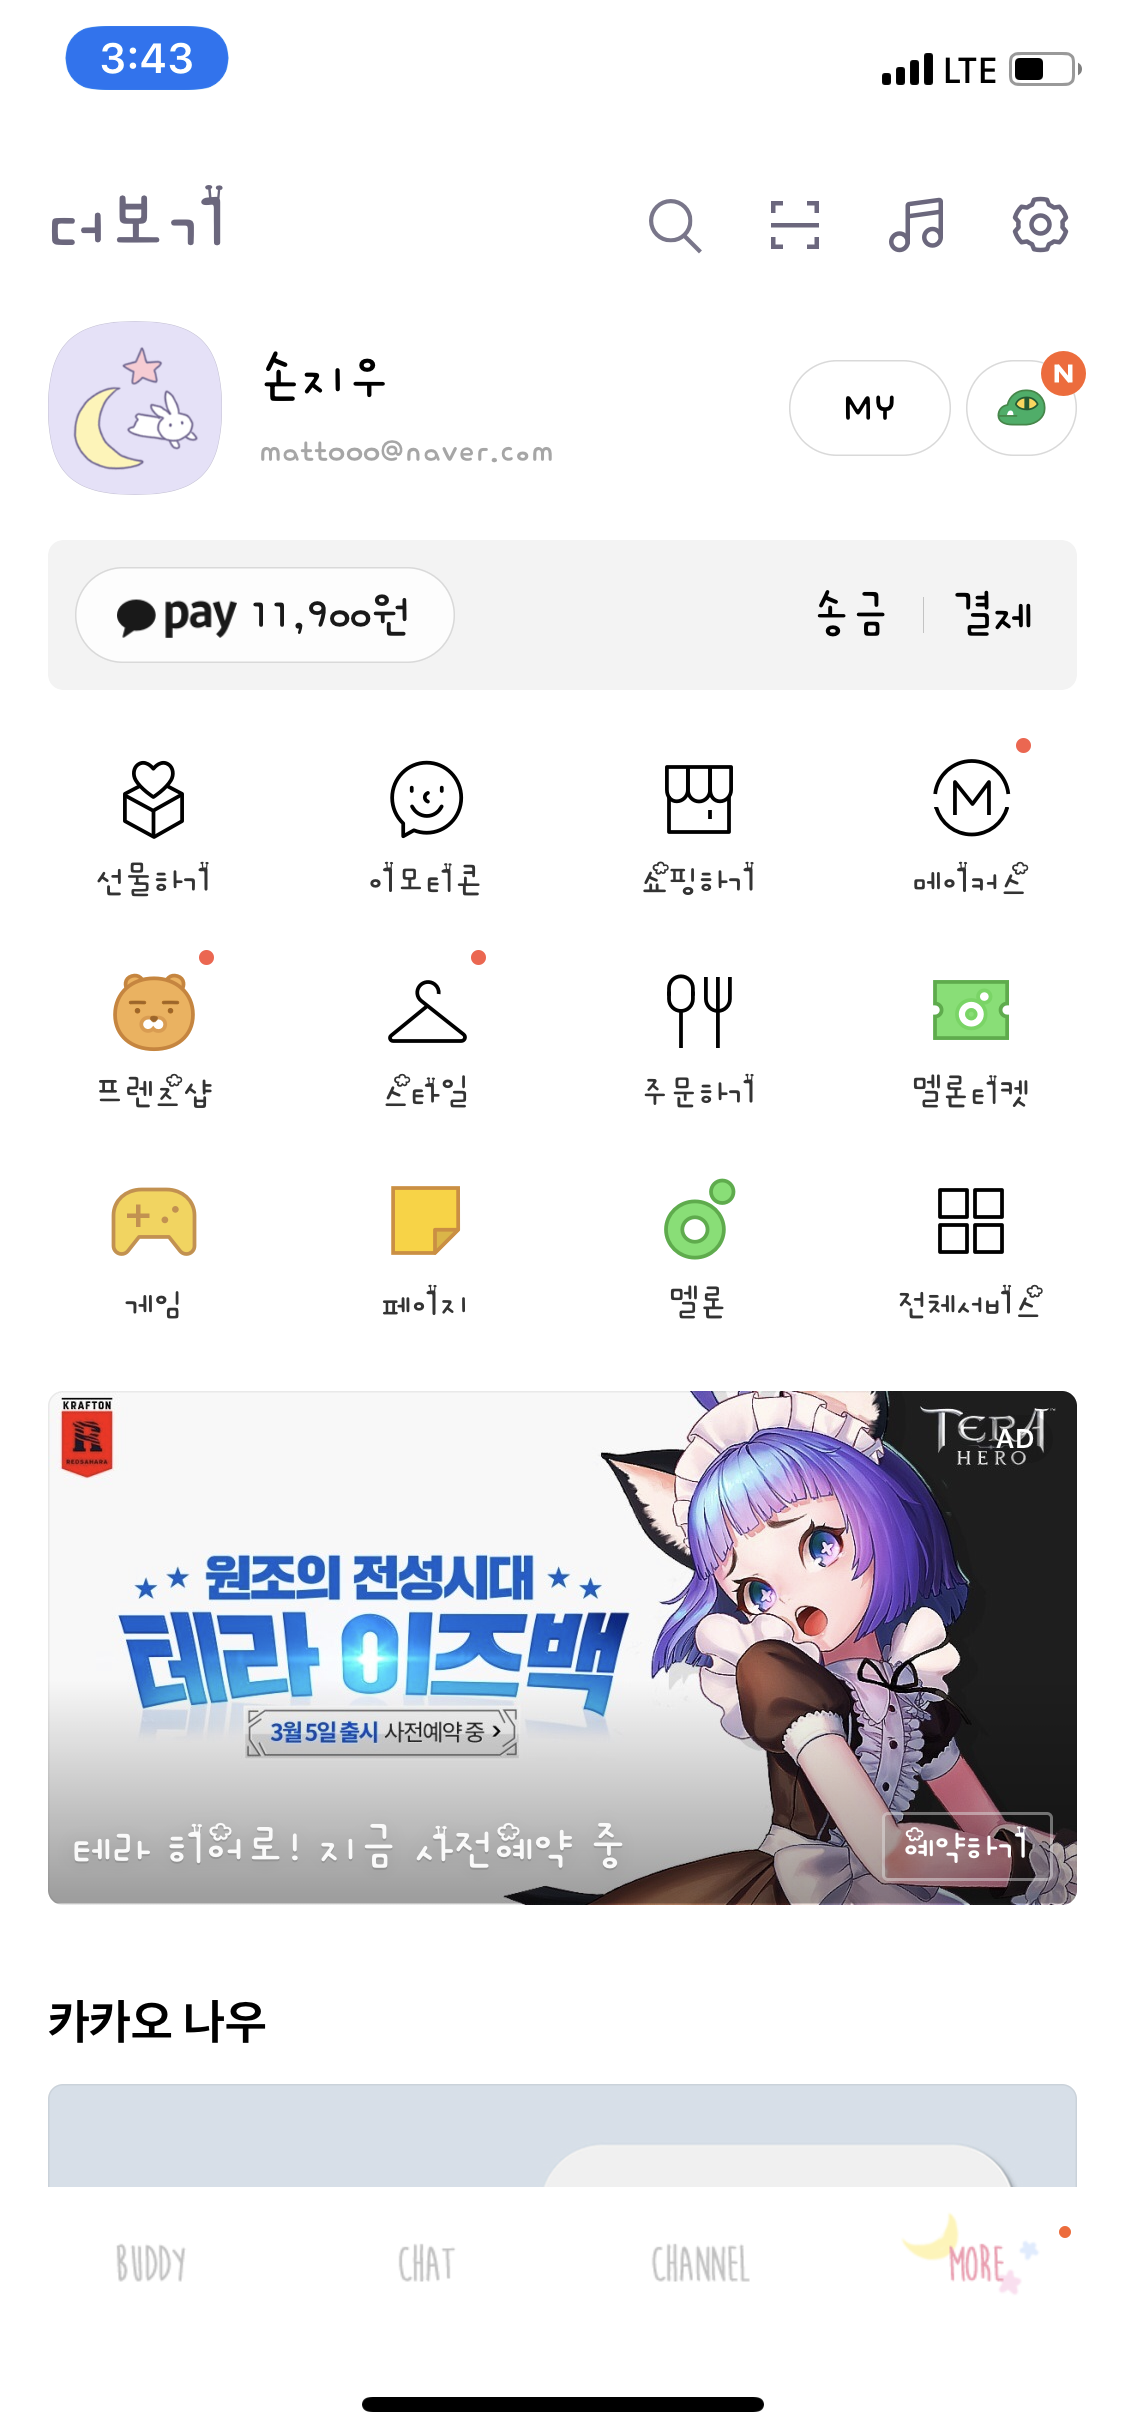 3:43
LTE
더보기
손지우
MY
N
mattooo@naver.com
pay 11,900원
송금
결제
선물하기
이모티콘
쇼핑하기
M
메이커스
프렌즈샵
스타일
주문하기
멜론티켓
게임
페이지
멜론
전체서비스
KRAFTON
REDSAHARA
TERA
AD
HERO
원조의 전성시대
테라 이즈백
3월 5일 출시 사전예약 중 >
테라 히어로! 지금 사전예약 중
예약하기
카카오 나우
BUDDY
CHAT
CHANNEL
MORE